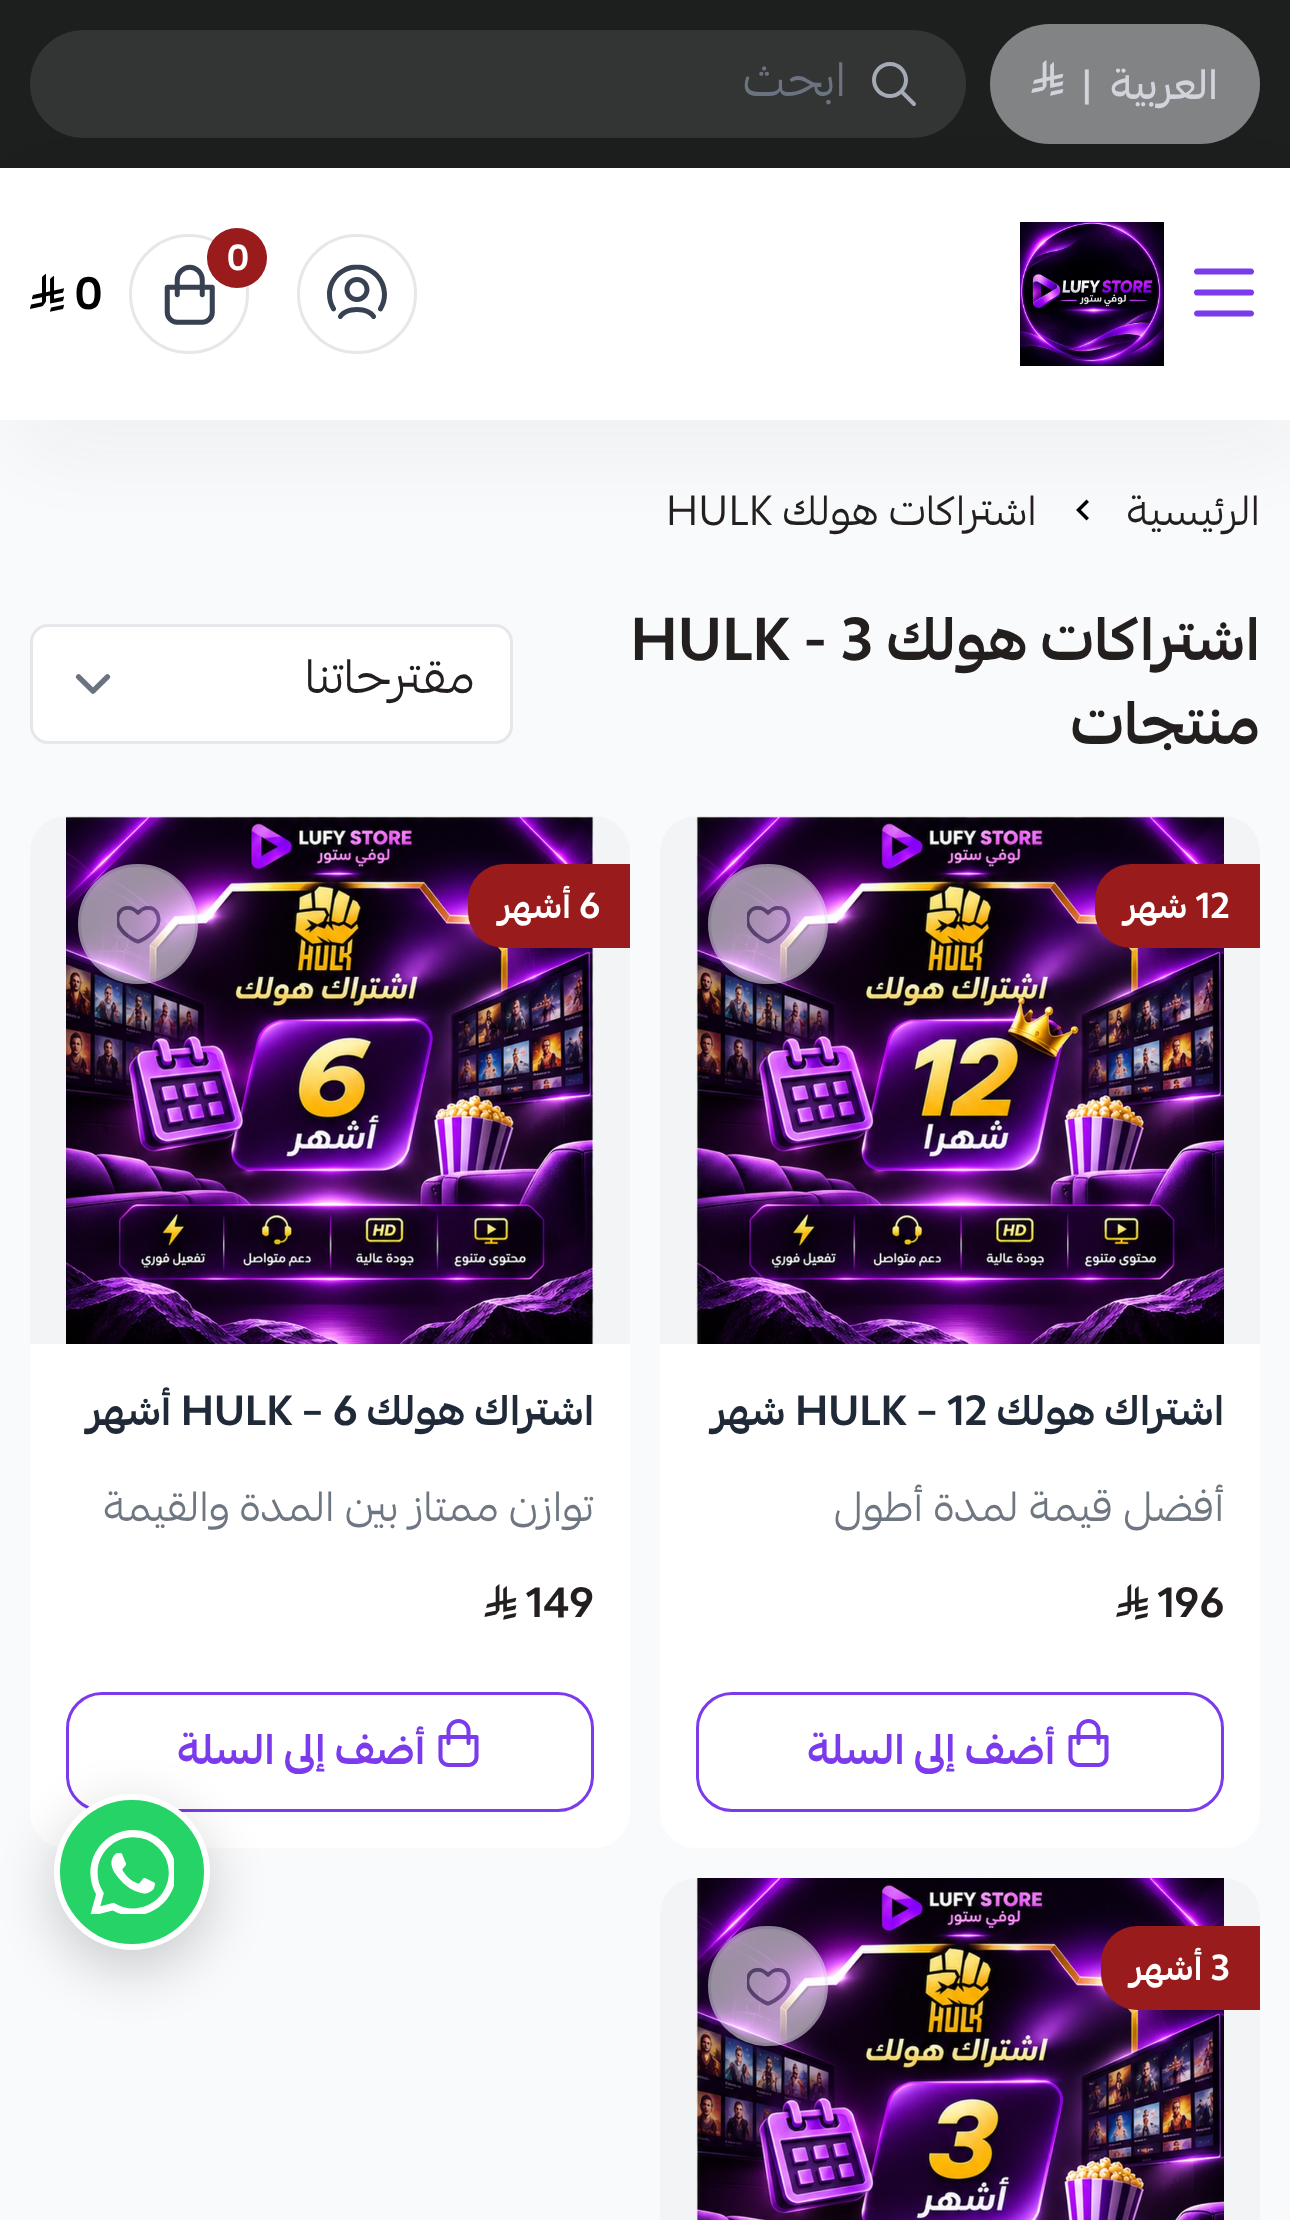 العربية |
ابحث
LUFY STORE
لوفي ستور
0
0
الرئيسية
اشتراكات هولك HULK
اشتراكات هولك HULK - 3
منتجات
مقترحاتنا
LUFY STORE
لوفي ستور
12 شهر
HULK
اشتراك هولك
12
شهرا
محتوى متنوع
HD
جودة عالية
دعم متواصل
تفعيل فوري
اشتراك هولك HULK – 12 شهر
أفضل قيمة لمدة أطول
196
أضف إلى السلة
LUFY STORE
لوفي ستور
6 أشهر
HULK
اشتراك هولك
6
أشهر
محتوى متنوع
HD
جودة عالية
دعم متواصل
تفعيل فوري
اشتراك هولك HULK – 6 أشهر
توازن ممتاز بين المدة والقيمة
149
أضف إلى السلة
LUFY STORE
لوفي ستور
3 أشهر
HULK
اشتراك هولك
3
أشهر